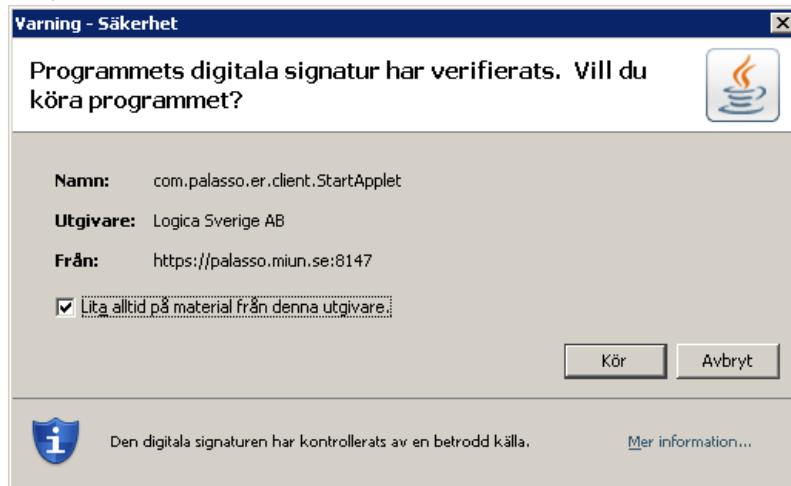 Varning - Säkerhet
Programmets digitala signatur har verifierats. Vill du
köra programmet?
Namn: com.palasso.er.client.StartApplet
Utgivare: Logica Sverige AB
Från: https://palasso.miun.se:8147
Lita alltid på material från denna utgivare.
Kör Avbryt
Den digitala signaturen har kontrollerats av en betrodd källa. Mer information...